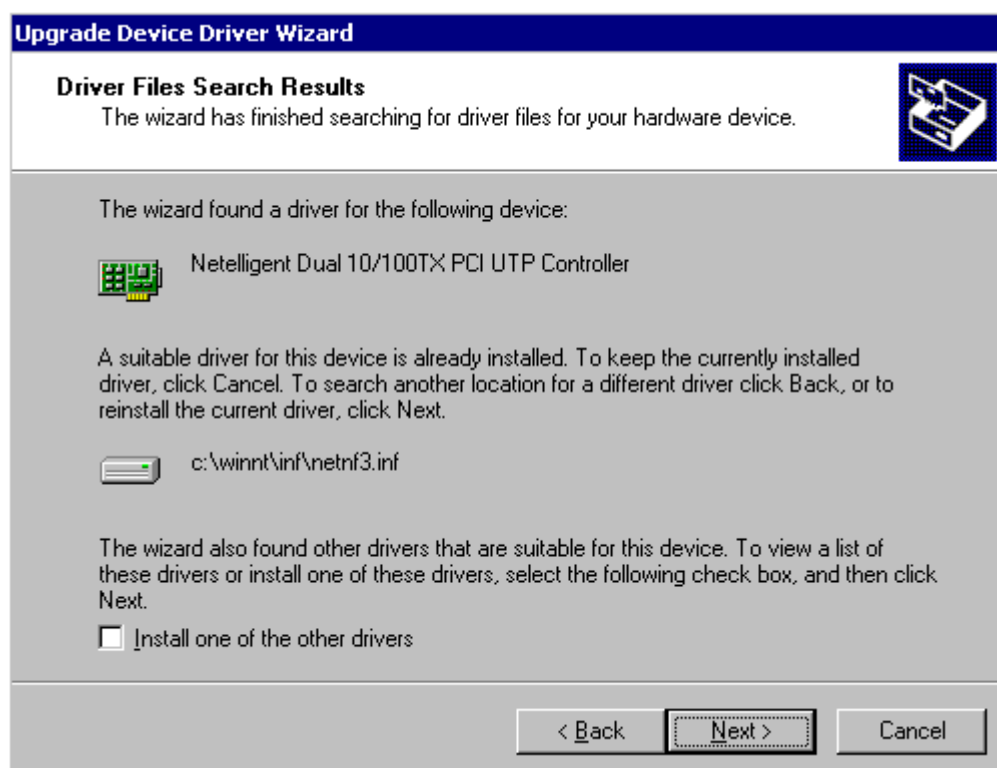 Upgrade Device Driver Wizard
Driver Files Search Results
The wizard has finished searching for driver files for your hardware device.
The wizard found a driver for the following device:
Netelligent Dual 10/100TX PCI UTP Controller
A suitable driver for this device is already installed. To keep the currently installed
driver, click Cancel. To search another location for a different driver click Back, or to
reinstall the current driver, click Next.
c:\winnt\inf\netnf3.inf
The wizard also found other drivers that are suitable for this device. To view a list of
these drivers or install one of these drivers, select the following check box, and then click
Next.
Install one of the other drivers
< Back
Next >
Cancel